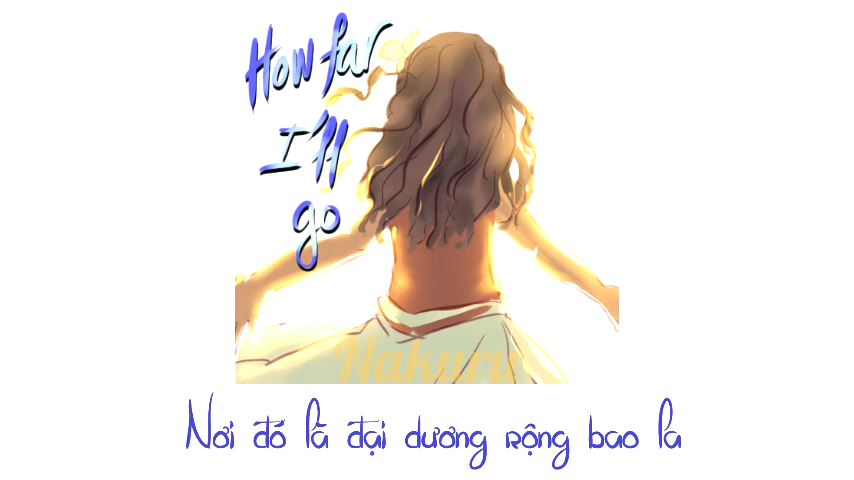 How far
I'll
go
Nakuru
Nơi đó là đại dương rộng bao la